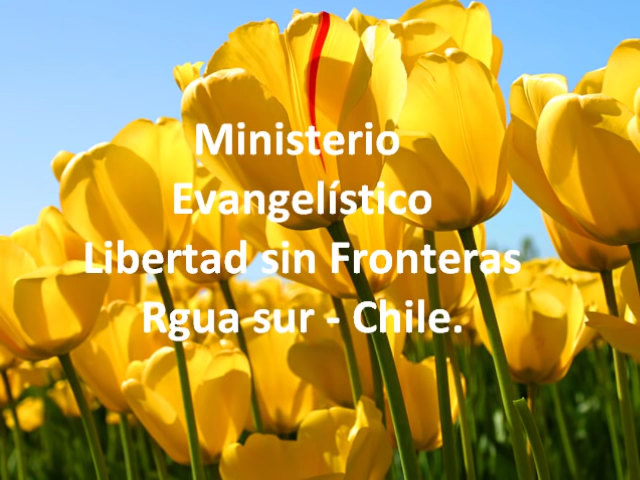 Ministerio
Evangelístico
Libertad sin Fronteras
Rgua sur - Chile.